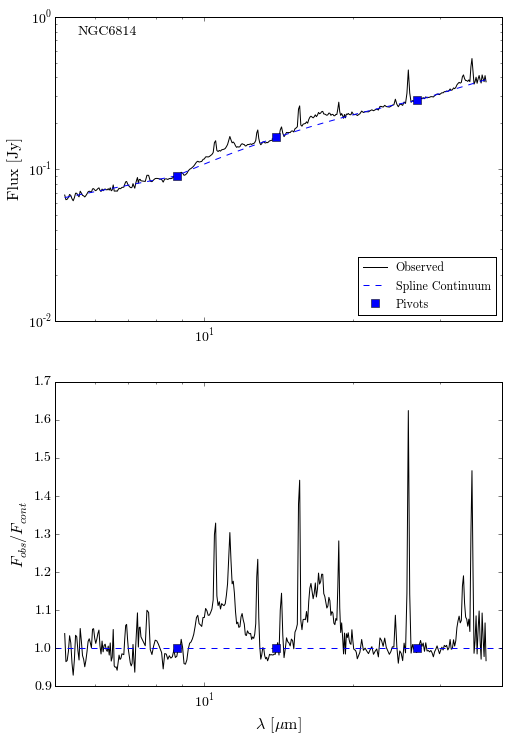 10^0
NGC6814
Flux [Jy]
10^-1
Observed
Spline Continuum
Pivots
10^-2
10^1
1.7
1.6
1.5
1.4
F_obs/F_cont
1.3
1.2
1.1
1.0
0.9
10^1
λ [μm]